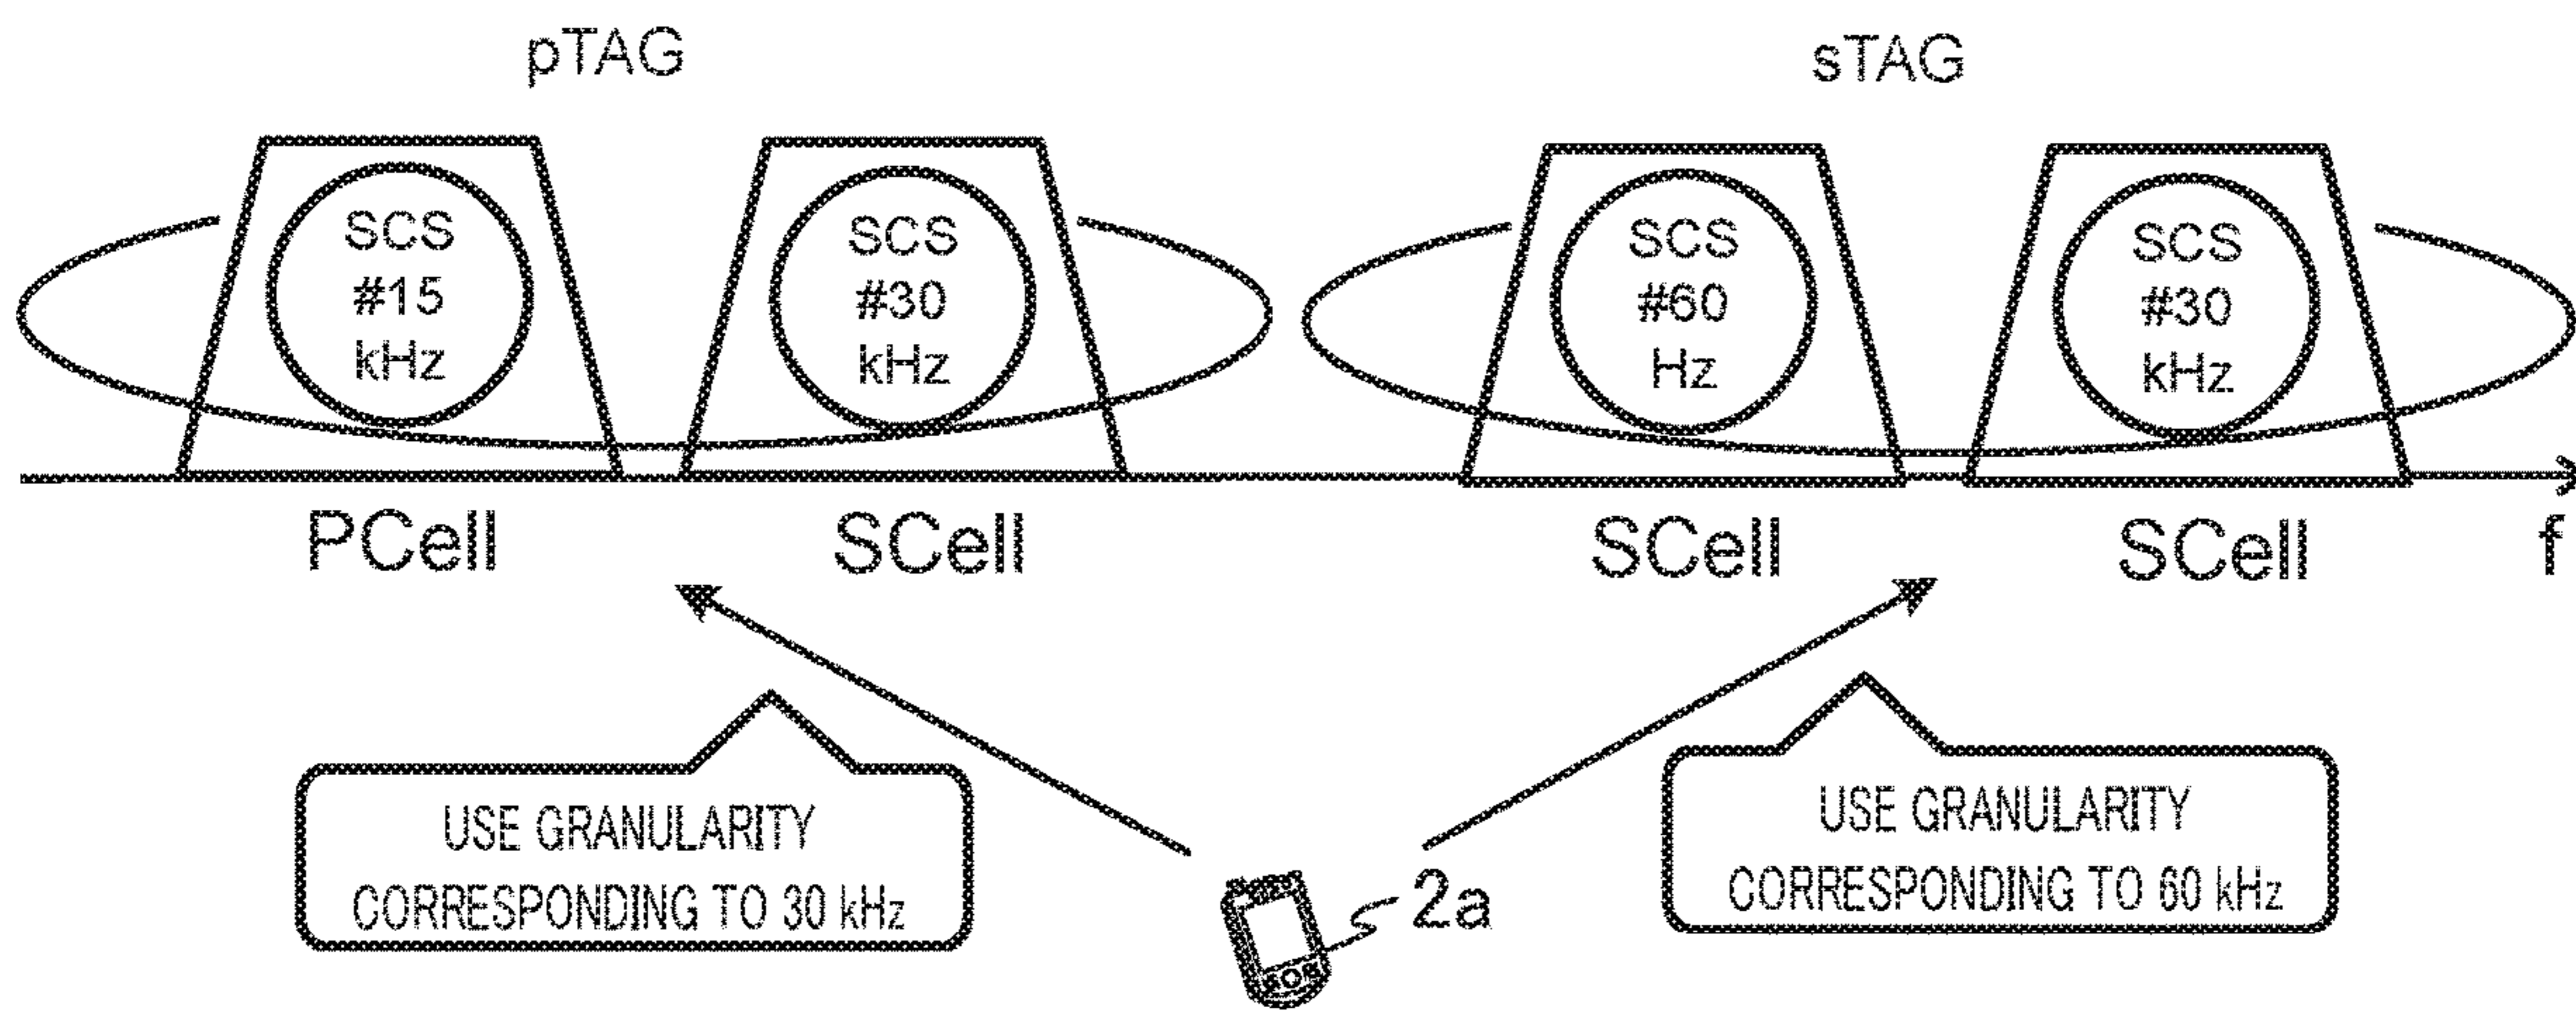 pTAG
sTAG
SCS
#15
kHz
SCS
#30
kHz
SCS
#60
Hz
SCS
#30
kHz
PCell
SCell
SCell
SCell
f
USE GRANULARITY
CORRESPONDING TO 30 kHz
USE GRANULARITY
CORRESPONDING TO 60 kHz
2a